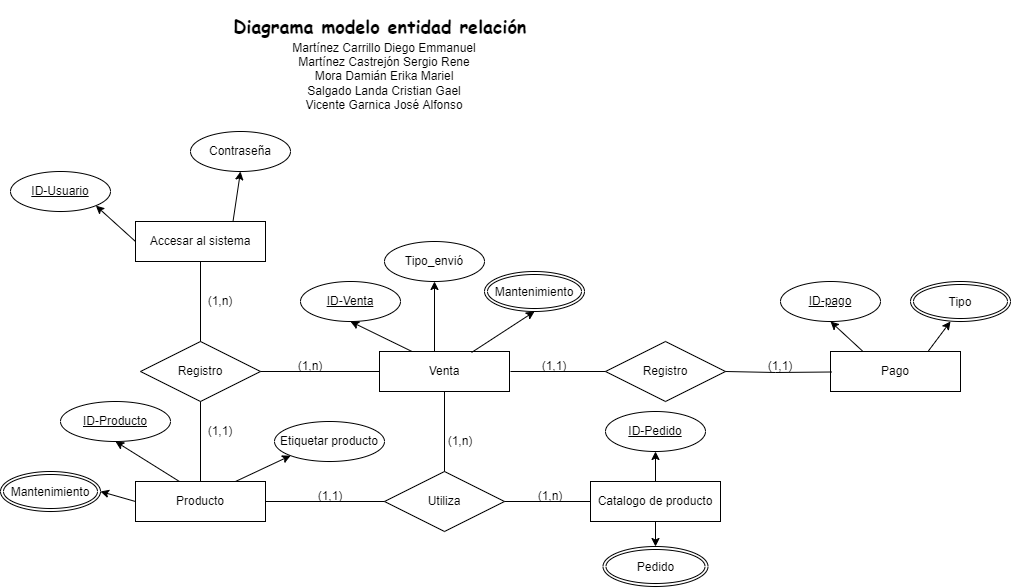 Diagrama modelo entidad relación
Martínez Carrillo Diego Emmanuel
Martínez Castrejón Sergio Rene
Mora Damián Erika Mariel
Salgado Landa Cristian Gael
Vicente Garnica José Alfonso
Contraseña
ID-Usuario
Accesar al sistema
Tipo_envió
(1,n)
ID-Venta
Mantenimiento
ID-pago
Tipo
Registro
(1,n)
Venta
(1,1)
Registro
(1,1)
Pago
ID-Producto
(1,1)
Etiquetar producto
(1,n)
ID-Pedido
Mantenimiento
Producto
(1,1)
Utiliza
(1,n)
Catalogo de producto
Pedido